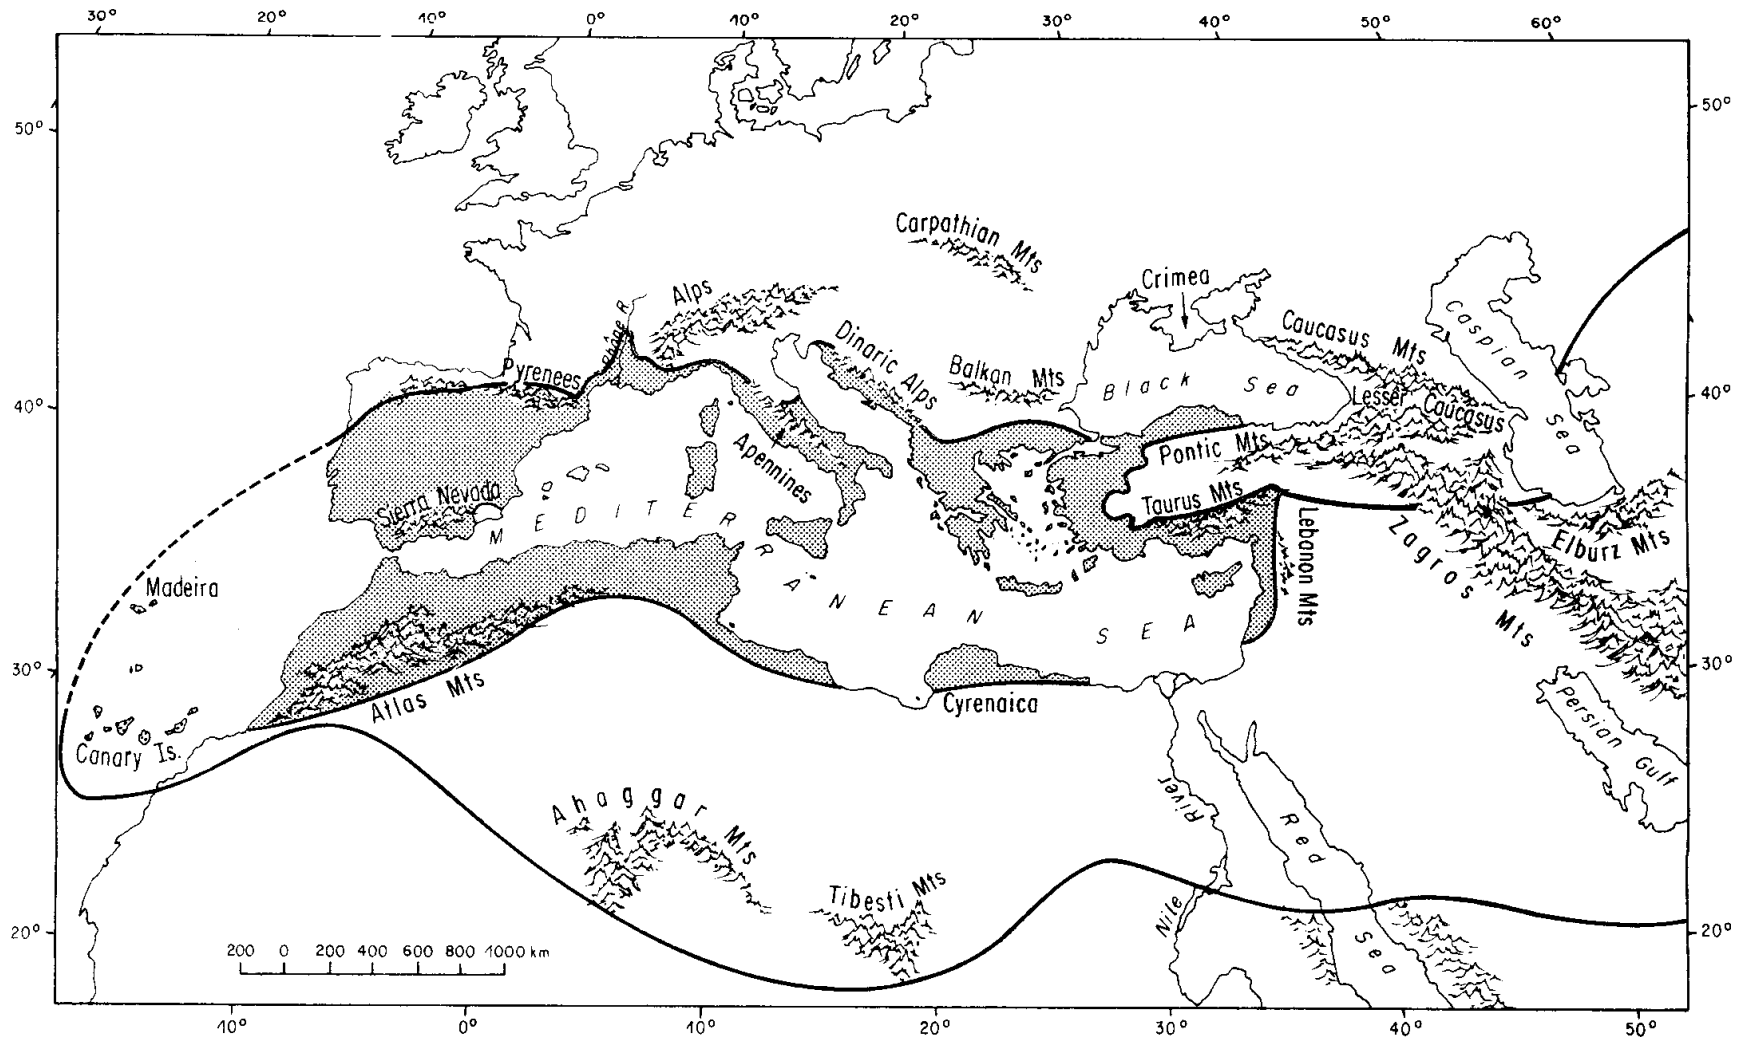 30° 20° 10° 0° 10° 20° 30° 40° 50° 60°
50° 50°
Carpathian Mts
Crimea
Alps
Caspian Sea
Rhône R.
Dinaric Alps
Caucasus Mts
Pyrenees
Balkan Mts
Black Sea
40° 40°
Lesser Caucasus
Apennines
Pontic Mts
Sierra Nevada
Taurus Mts
MEDITERRANEAN SEA
Lebanon Mts
Zagros Mts
Elburz Mts
Madeira
30° 30°
Atlas Mts
Cyrenaica
Persian Gulf
Canary Is.
Ahaggar Mts
Nile River
Red Sea
Tibesti Mts
20° 20°
200 0 200 400 600 800 1000 km
10° 0° 10° 20° 30° 40° 50°